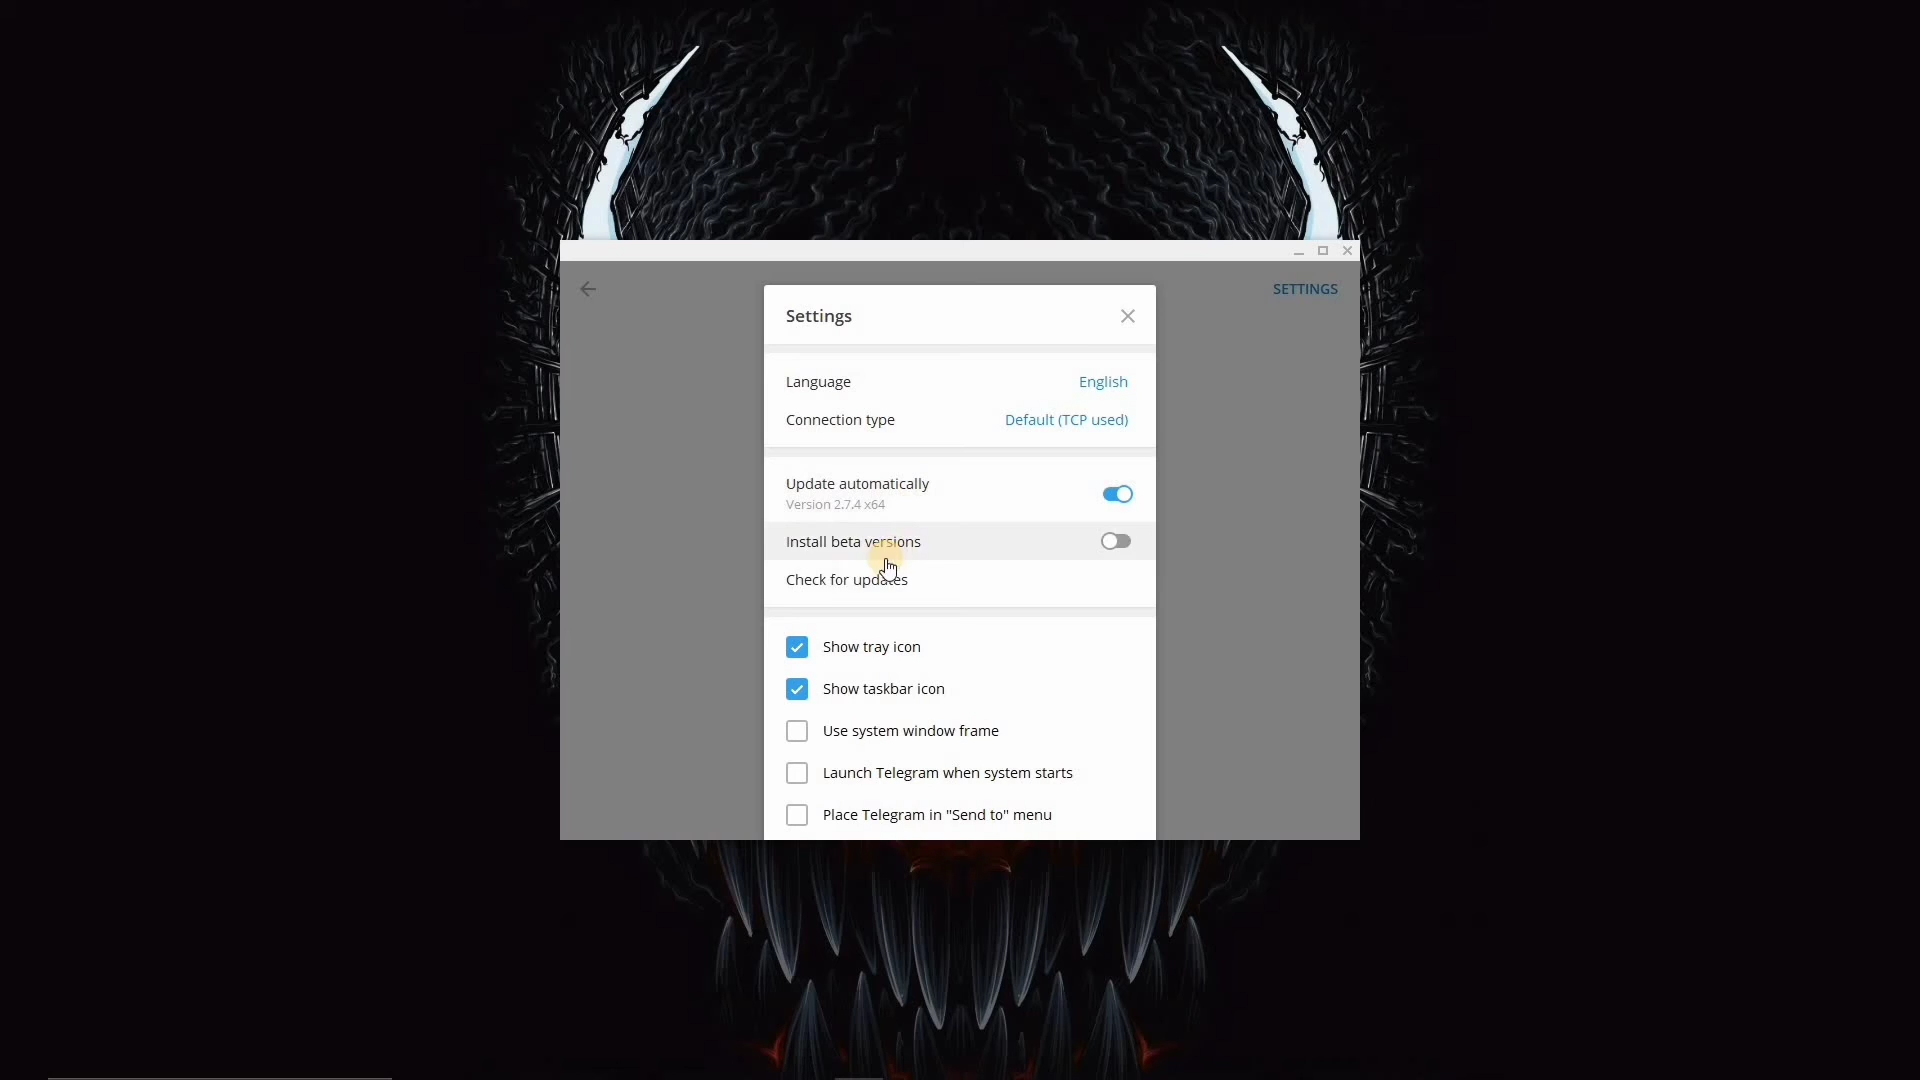 SETTINGS
Settings
Language English
Connection type Default (TCP used)
Update automatically
Version 2.7.4 x64
Install beta versions
Check for updates
Show tray icon
Show taskbar icon
Use system window frame
Launch Telegram when system starts
Place Telegram in "Send to" menu